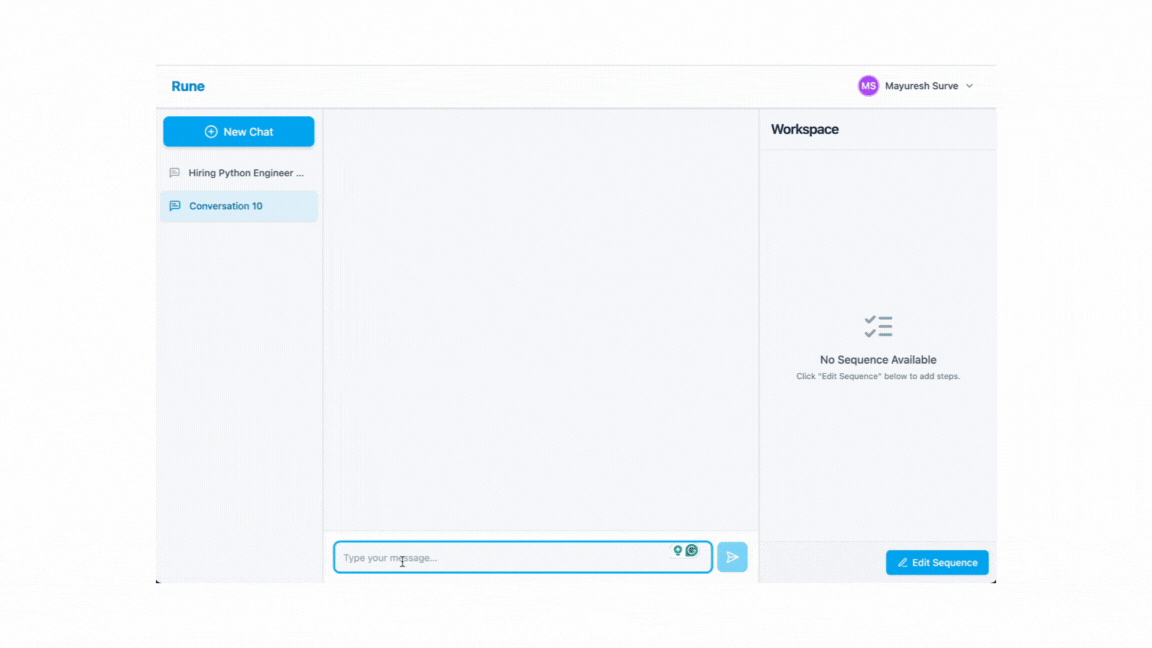 Rune
MS Mayuresh Surve
New Chat
Hiring Python Engineer ...
Conversation 10
Type your message...
Workspace
No Sequence Available
Click "Edit Sequence" below to add steps.
Edit Sequence